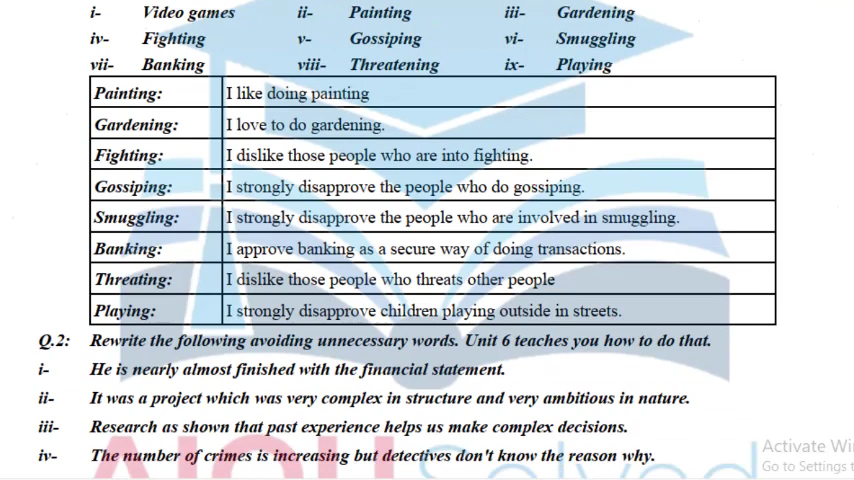 i- Video games ii- Painting iii- Gardening
iv- Fighting v- Gossiping vi- Smuggling
vii- Banking viii- Threatening ix- Playing
Painting: I like doing painting
Gardening: I love to do gardening.
Fighting: I dislike those people who are into fighting.
Gossiping: I strongly disapprove the people who do gossiping.
Smuggling: I strongly disapprove the people who are involved in smuggling.
Banking: I approve banking as a secure way of doing transactions.
Threating: I dislike those people who threats other people
Playing: I strongly disapprove children playing outside in streets.
Q.2: Rewrite the following avoiding unnecessary words. Unit 6 teaches you how to do that.
i- He is nearly almost finished with the financial statement.
ii- It was a project which was very complex in structure and very ambitious in nature.
iii- Research as shown that past experience helps us make complex decisions.
iv- The number of crimes is increasing but detectives don't know the reason why.
AIOU Solved
Activate Wi
Go to Settings t